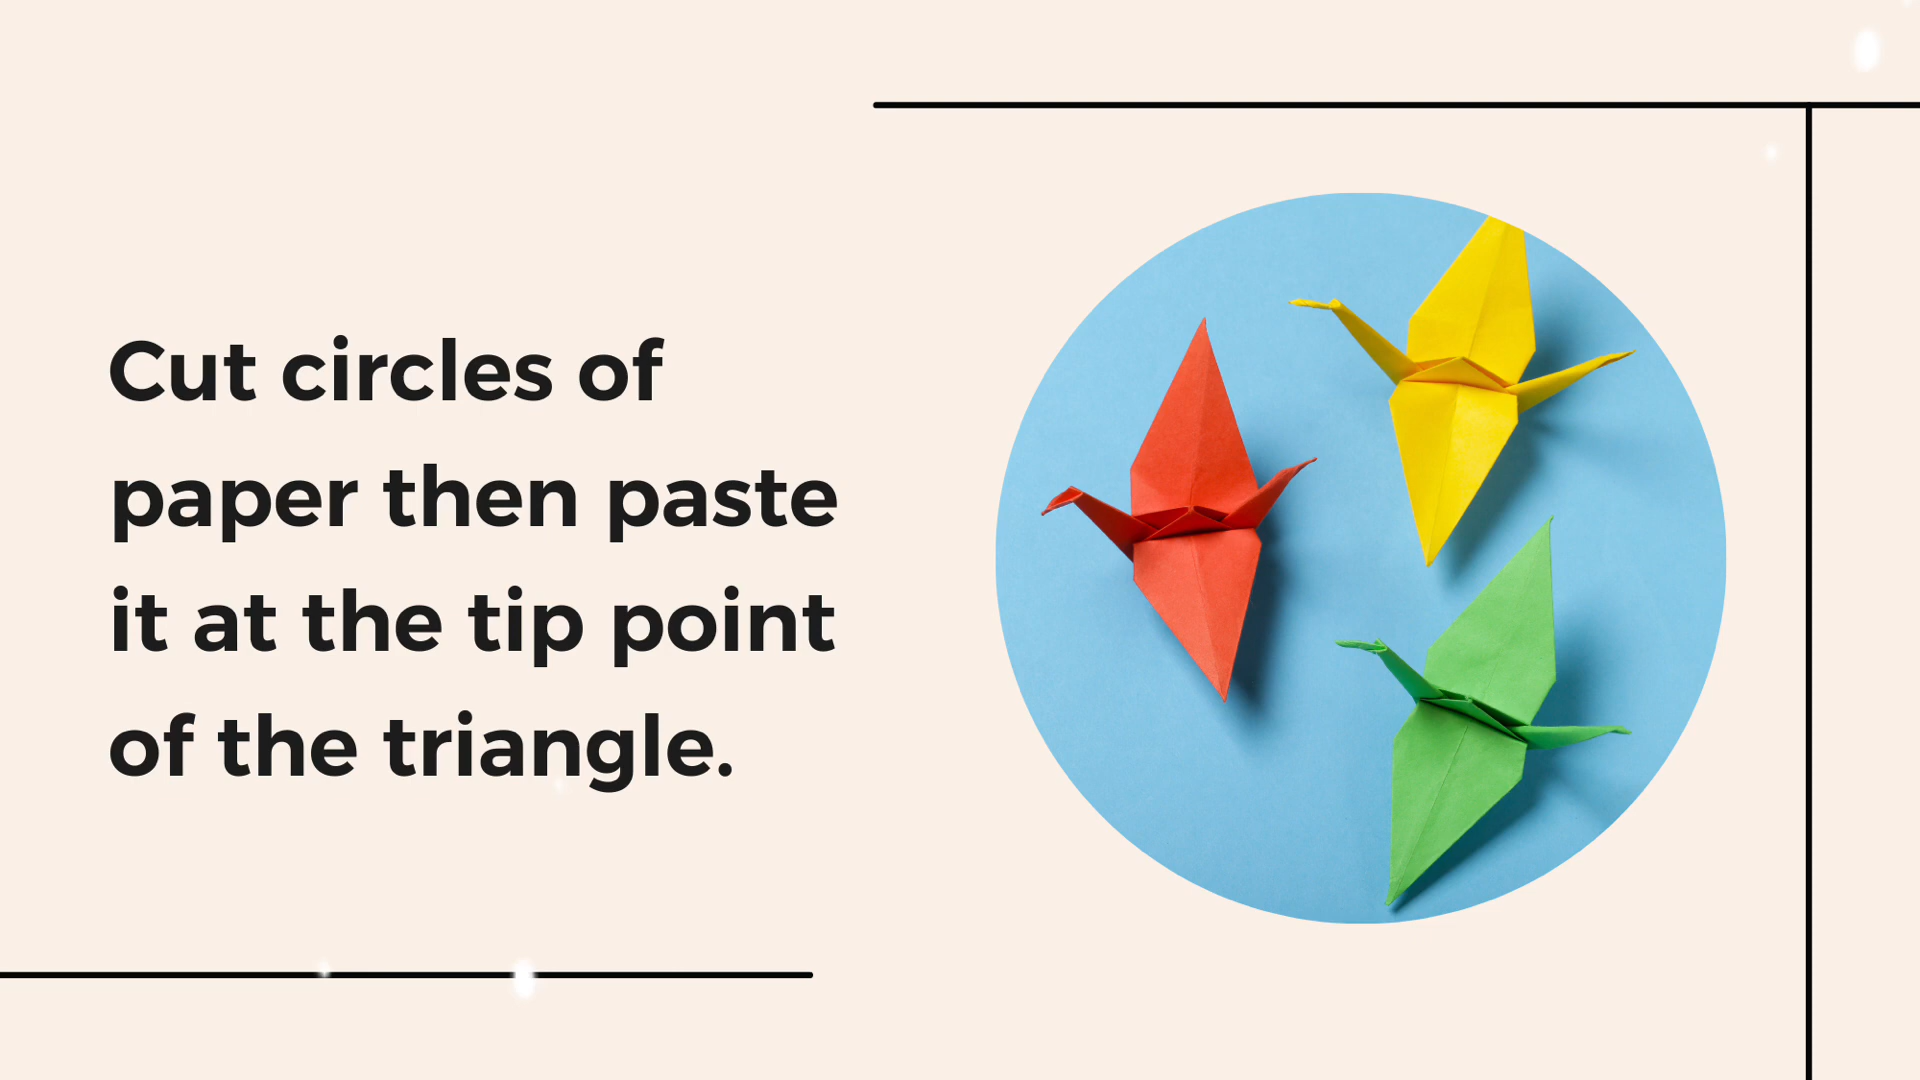 Cut circles of
paper then paste
it at the tip point
of the triangle.